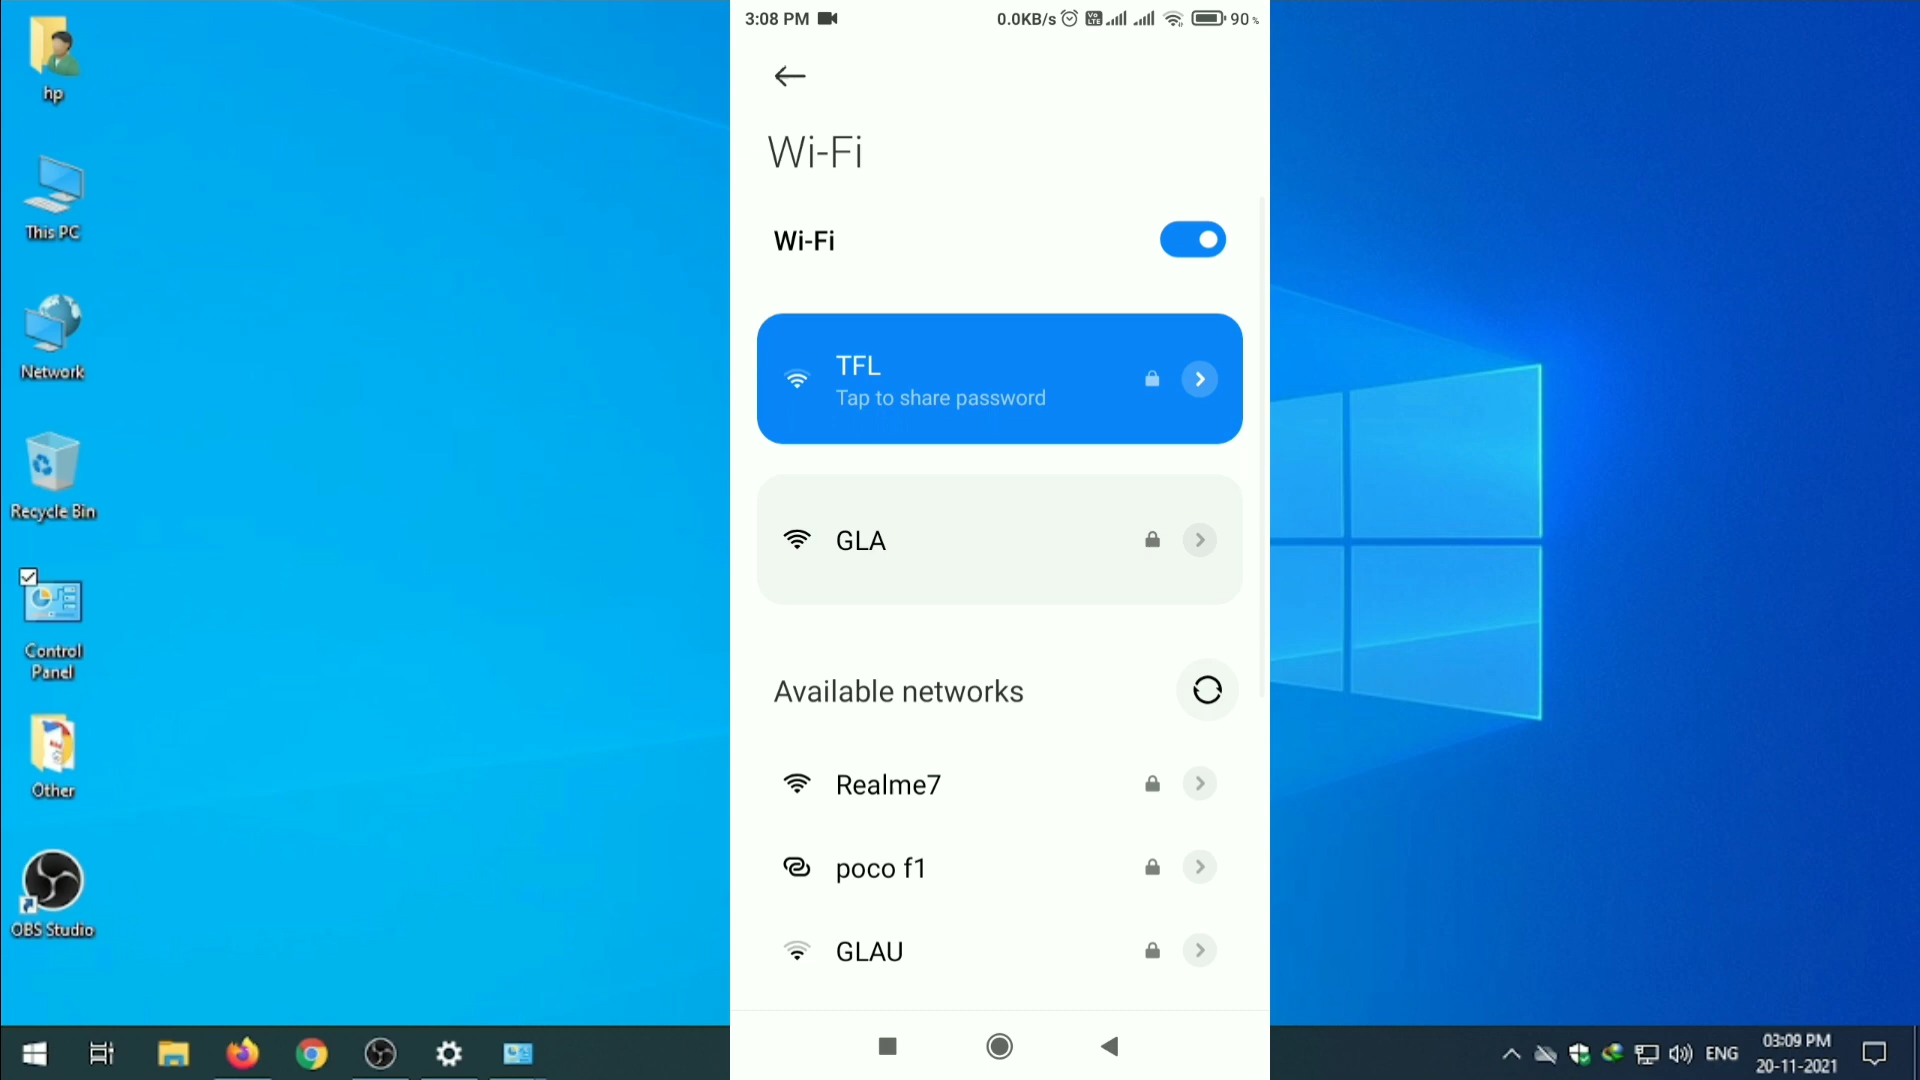 hp
This PC
Network
Recycle Bin
Control
Panel
Other
OBS Studio
3:08 PM
0.0KB/s Vo LTE 90 %
Wi-Fi
Wi-Fi
TFL
Tap to share password
GLA
Available networks
Realme7
poco f1
GLAU
ENG
03:09 PM
20-11-2021